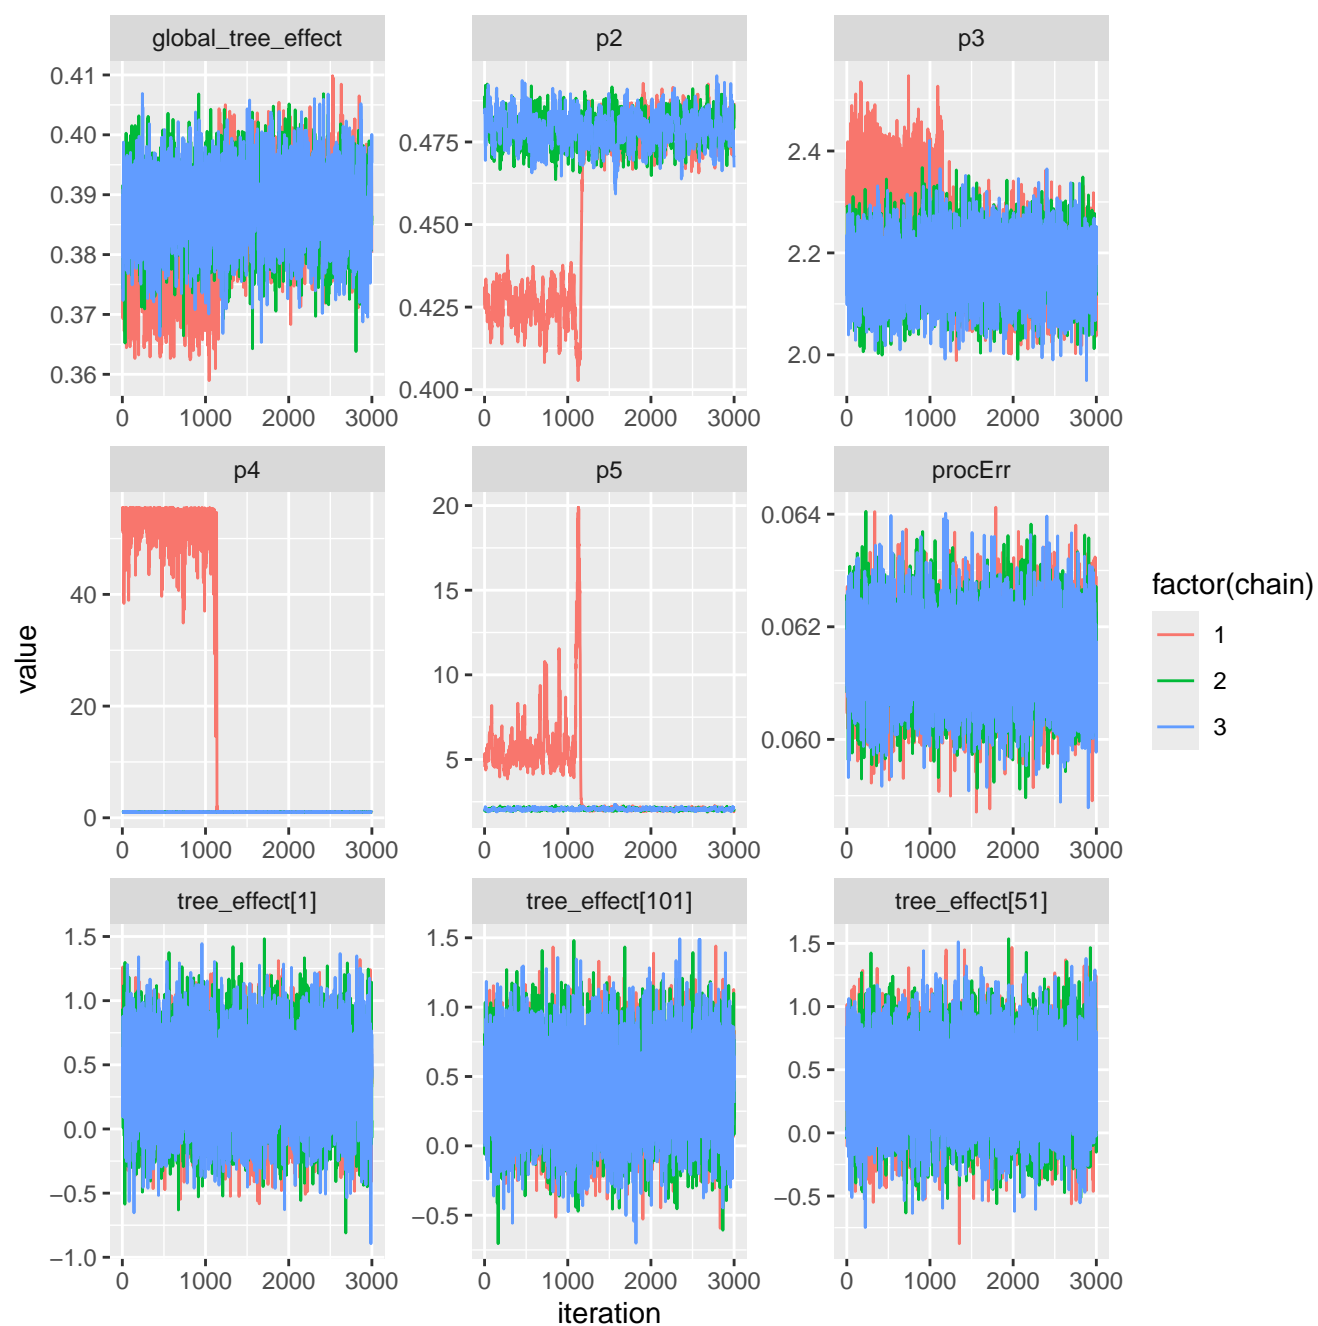 global_tree_effect
p2
p3
0.41
0.40
0.39
0.38
0.37
0.36
0.475
0.450
0.425
0.400
2.4
2.2
2.0
0 1000 2000 3000
0 1000 2000 3000
0 1000 2000 3000
p4
p5
procErr
40
20
0
20
15
10
5
0.064
0.062
0.060
0 1000 2000 3000
0 1000 2000 3000
0 1000 2000 3000
value
factor(chain)
1
2
3
tree_effect[1]
tree_effect[101]
tree_effect[51]
1.5
1.0
0.5
0.0
−0.5
−1.0
1.5
1.0
0.5
0.0
−0.5
1.5
1.0
0.5
0.0
−0.5
0 1000 2000 3000
0 1000 2000 3000
0 1000 2000 3000
iteration